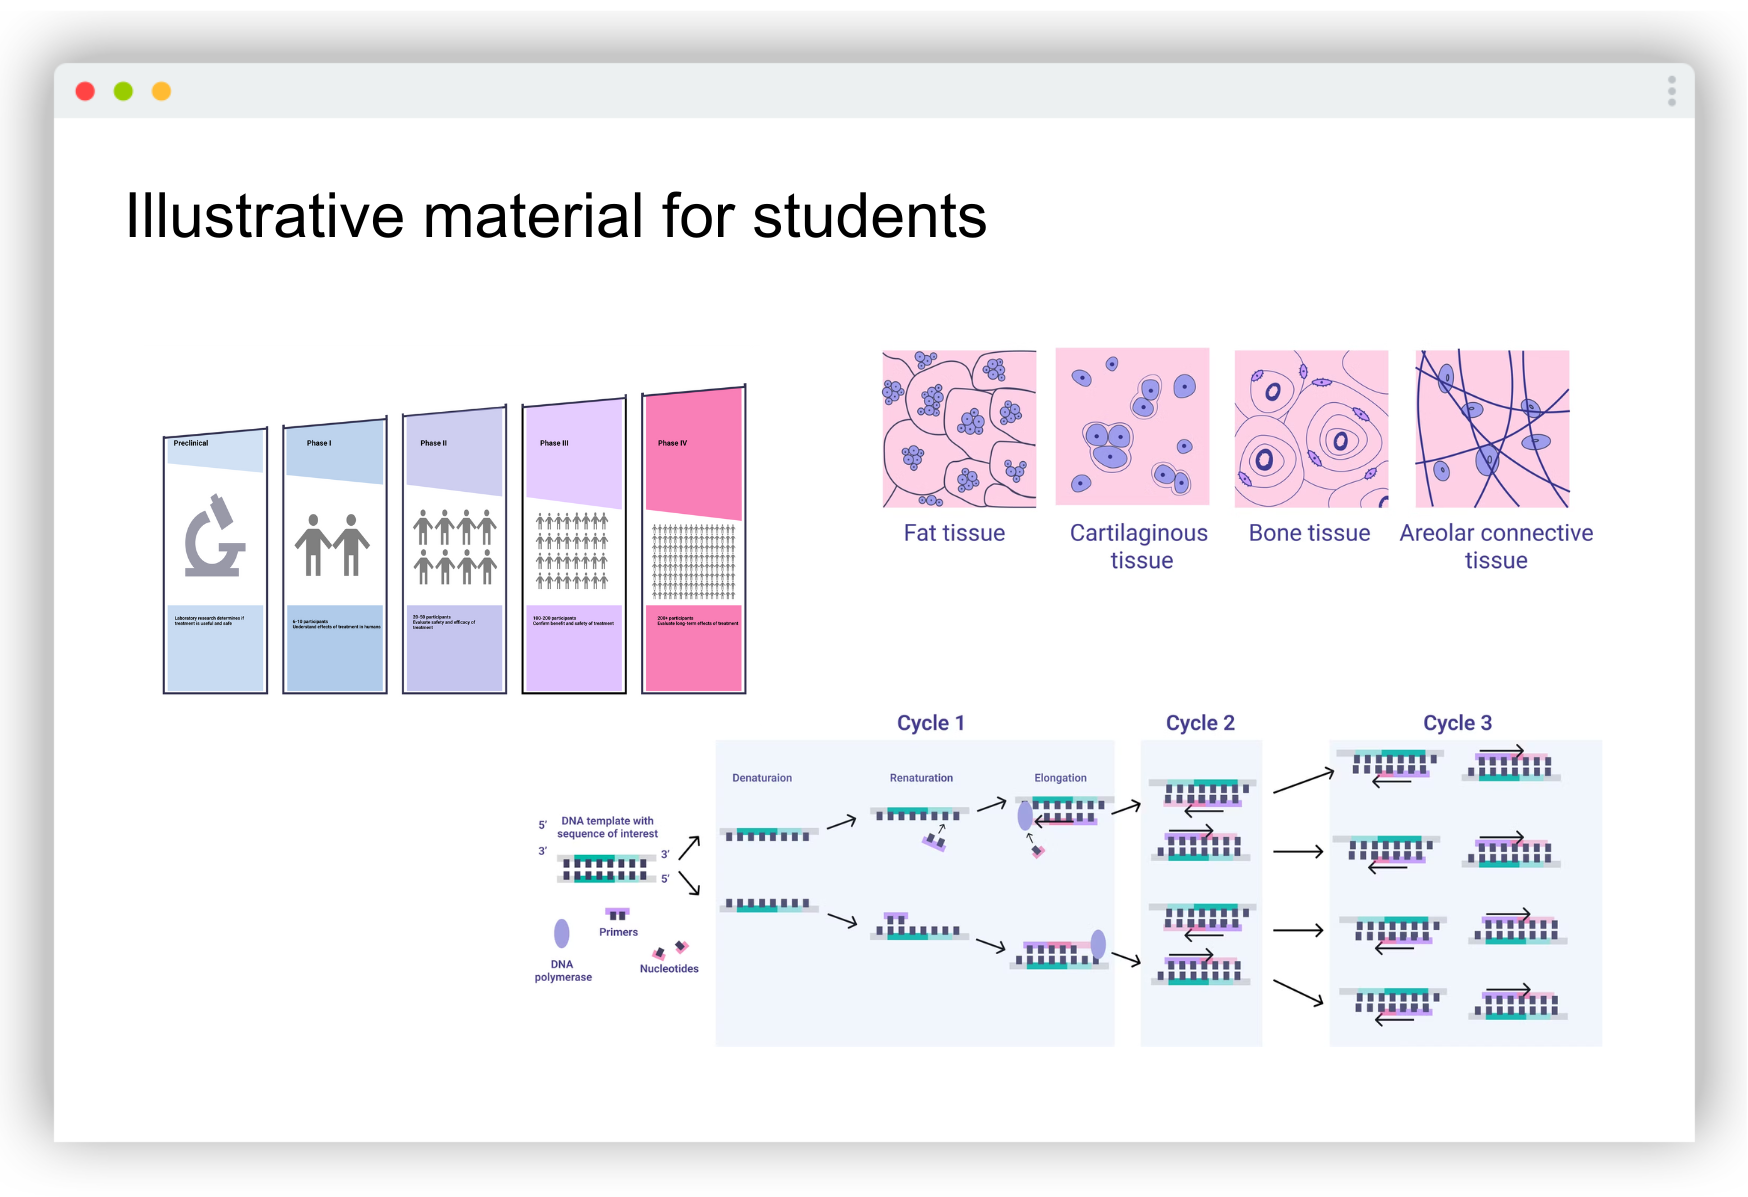 Illustrative material for students
Preclinical
Laboratory research determines if
treatment is useful and safe
Phase I
6-10 participants
Understand effects of treatment in humans
Phase II
20-50 participants
Evaluate safety and efficacy of
treatment
Phase III
100-200 participants
Confirm benefit and safety of treatment
Phase IV
200+ participants
Evaluate long-term effects of treatment
Fat tissue
Cartilaginous
tissue
Bone tissue
Areolar connective
tissue
Cycle 1
Cycle 2
Cycle 3
Denaturaion
Renaturation
Elongation
5’
DNA template with
sequence of interest
3’
3’
5’
Primers
DNA
polymerase
Nucleotides